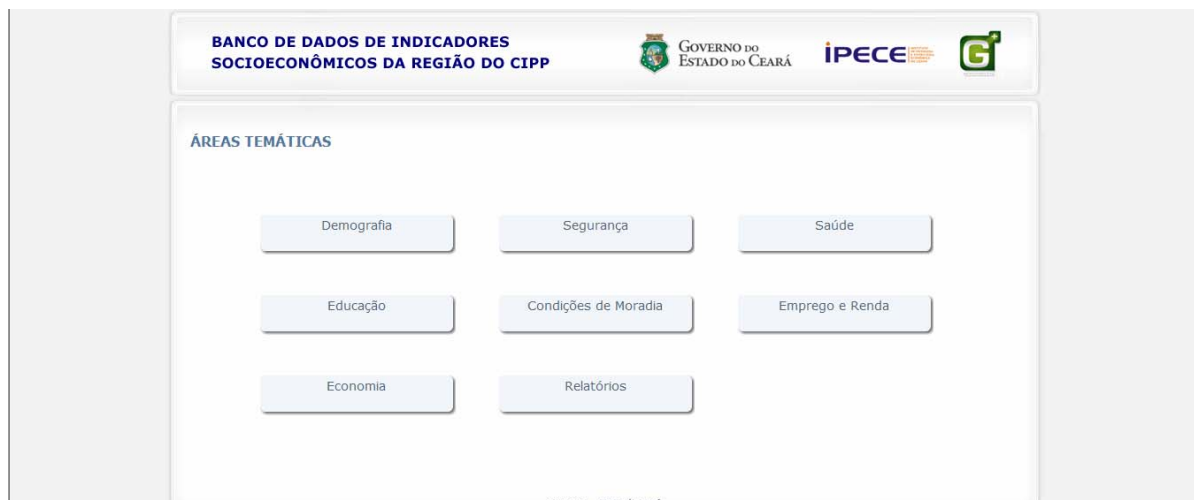 BANCO DE DADOS DE INDICADORES
SOCIOECONÔMICOS DA REGIÃO DO CIPP
GOVERNO DO
ESTADO DO CEARÁ
iPECE
G
ÁREAS TEMÁTICAS
Demografia
Segurança
Saúde
Educação
Condições de Moradia
Emprego e Renda
Economia
Relatórios